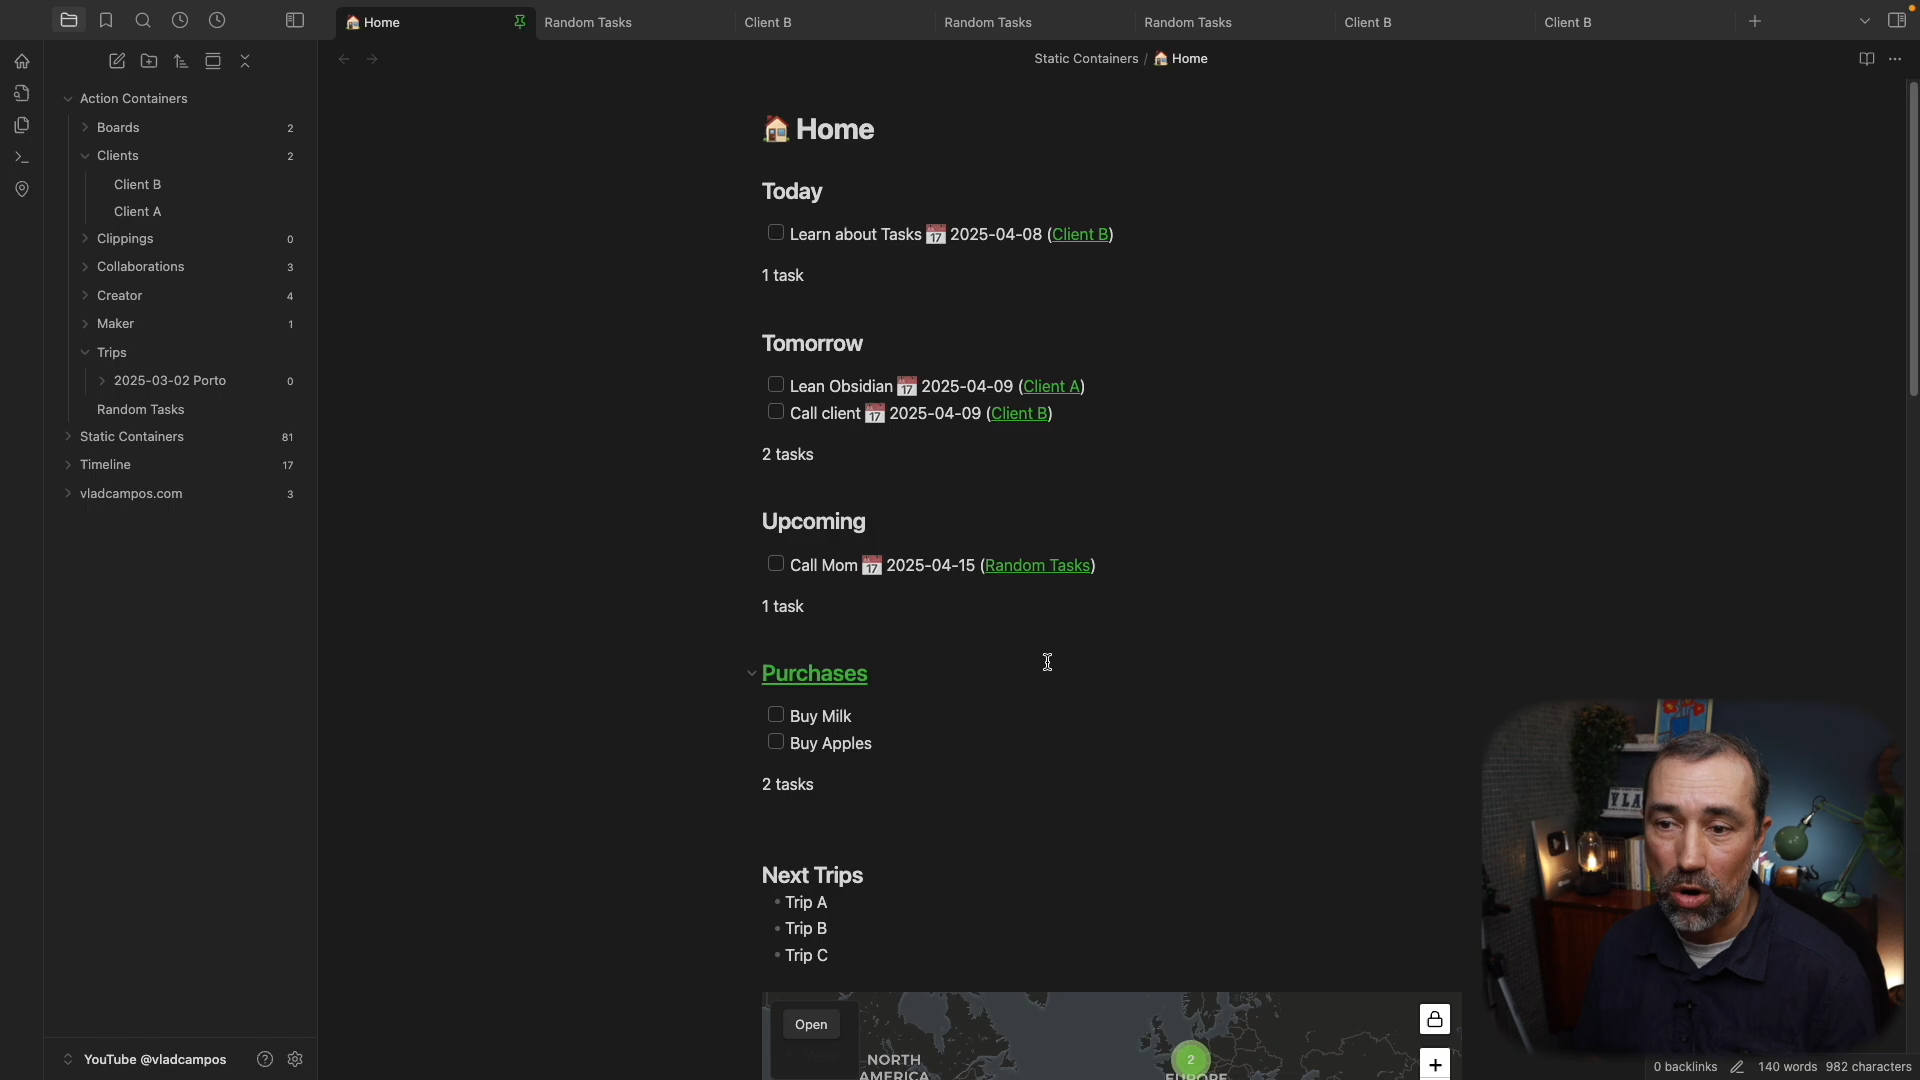 🏠 Home
Random Tasks
Client B
Random Tasks
Random Tasks
Client B
Client B
Static Containers / 🏠 Home
Action Containers
Boards 2
Clients 2
Client B
Client A
Clippings 0
Collaborations 3
Creator 4
Maker 1
Trips
2025-03-02 Porto 0
Random Tasks
Static Containers 81
Timeline 17
vladcampos.com 3
YouTube @vladcampos
🏠 Home
Today
Learn about Tasks 📅 2025-04-08 (Client B)
1 task
Tomorrow
Lean Obsidian 📅 2025-04-09 (Client A)
Call client 📅 2025-04-09 (Client B)
2 tasks
Upcoming
Call Mom 📅 2025-04-15 (Random Tasks)
1 task
Purchases
Buy Milk
Buy Apples
2 tasks
Next Trips
• Trip A
• Trip B
• Trip C
Open
NORTH
AMERICA
2
EUROPE
+
VLA
0 backlinks 140 words 982 characters